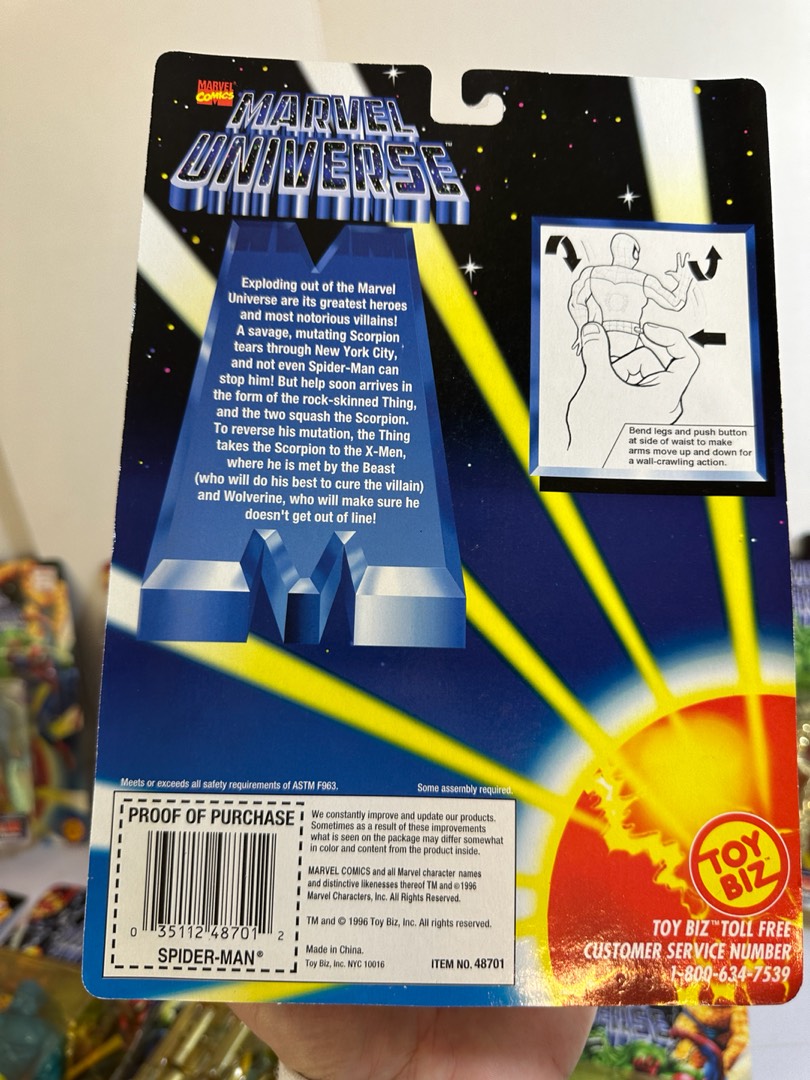 MARVEL
COMICS
MARVEL
UNIVERSE™
Exploding out of the Marvel
Universe are its greatest heroes
and most notorious villains!
A savage, mutating Scorpion
tears through New York City,
and not even Spider-Man can
stop him! But help soon arrives in
the form of the rock-skinned Thing,
and the two squash the Scorpion.
To reverse his mutation, the Thing
takes the Scorpion to the X-Men,
where he is met by the Beast
(who will do his best to cure the villain)
and Wolverine, who will make sure he
doesn't get out of line!
Bend legs and push button
at side of waist to make
arms move up and down for
a wall-crawling action.
Meets or exceeds all safety requirements of ASTM F963.
Some assembly required.
PROOF OF PURCHASE
0 35112 48701 2
SPIDER-MAN®
We constantly improve and update our products.
Sometimes as a result of these improvements
what is seen on the package may differ somewhat
in color and content from the product inside.
MARVEL COMICS and all Marvel character names
and distinctive likenesses thereof TM and © 1996
Marvel Characters, Inc. All Rights Reserved.
TM and © 1996 Toy Biz, Inc. All rights reserved.
Made in China.
Toy Biz, Inc. NYC 10016
ITEM NO. 48701
TOY
BIZ™
TOY BIZ™ TOLL FREE
CUSTOMER SERVICE NUMBER
1-800-634-7539